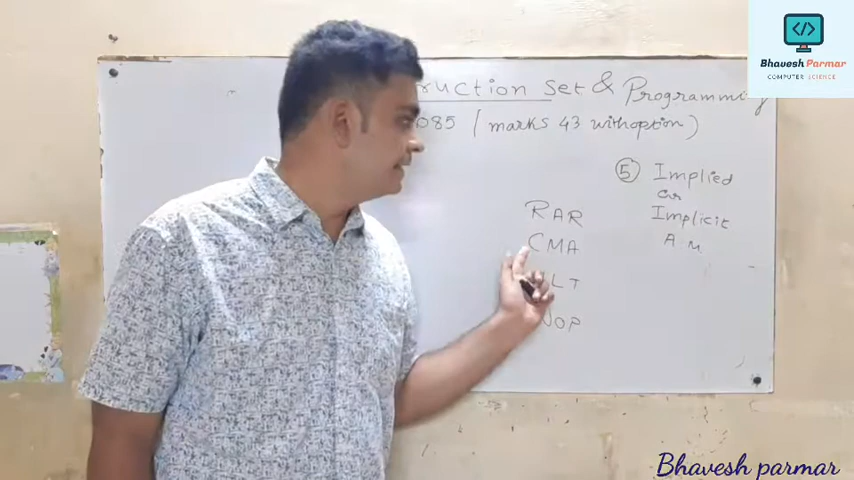 ruction Set & Programming
8085 / (marks 43 with option)
⑤ Implied
or
Implicit
A.M
RAR
CMA
LT
NOP
</> 
Bhavesh Parmar
COMPUTER SCIENCE
Bhavesh parmar